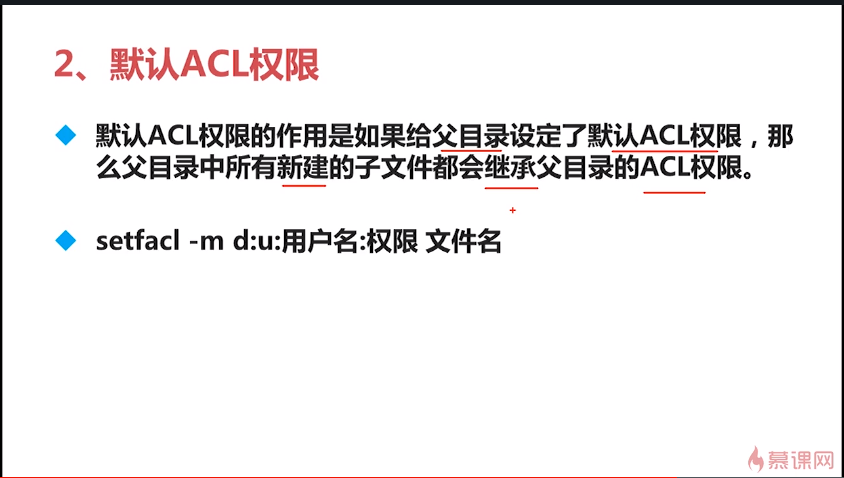 2、默认ACL权限
默认ACL权限的作用是如果给父目录设定了默认ACL权限，那
么父目录中所有新建的子文件都会继承父目录的ACL权限。
setfacl -m d:u:用户名:权限 文件名
慕课网